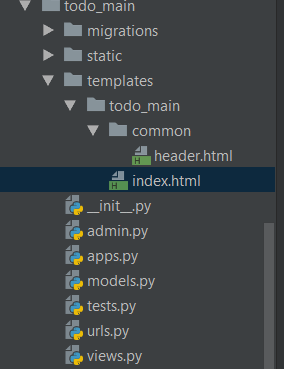 todo_main
migrations
static
templates
todo_main
common
header.html
index.html
__init__.py
admin.py
apps.py
models.py
tests.py
urls.py
views.py